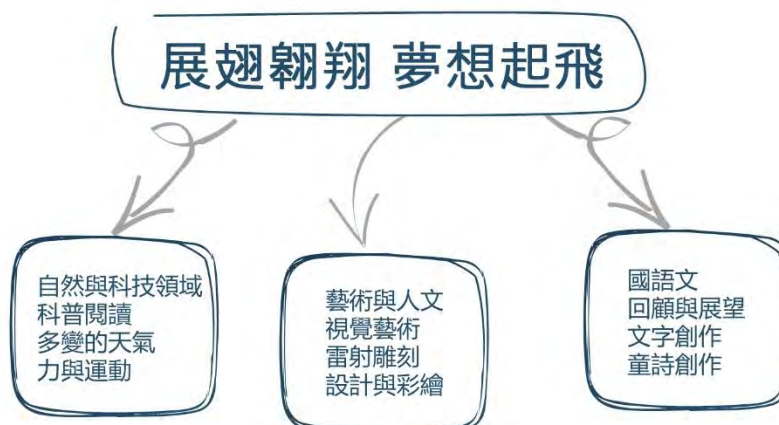 展翅翱翔 夢想起飛
自然與科技領域
科普閱讀
多變的天氣
力與運動
藝術與人文
視覺藝術
雷射雕刻
設計與彩繪
國語文
回顧與展望
文字創作
童詩創作